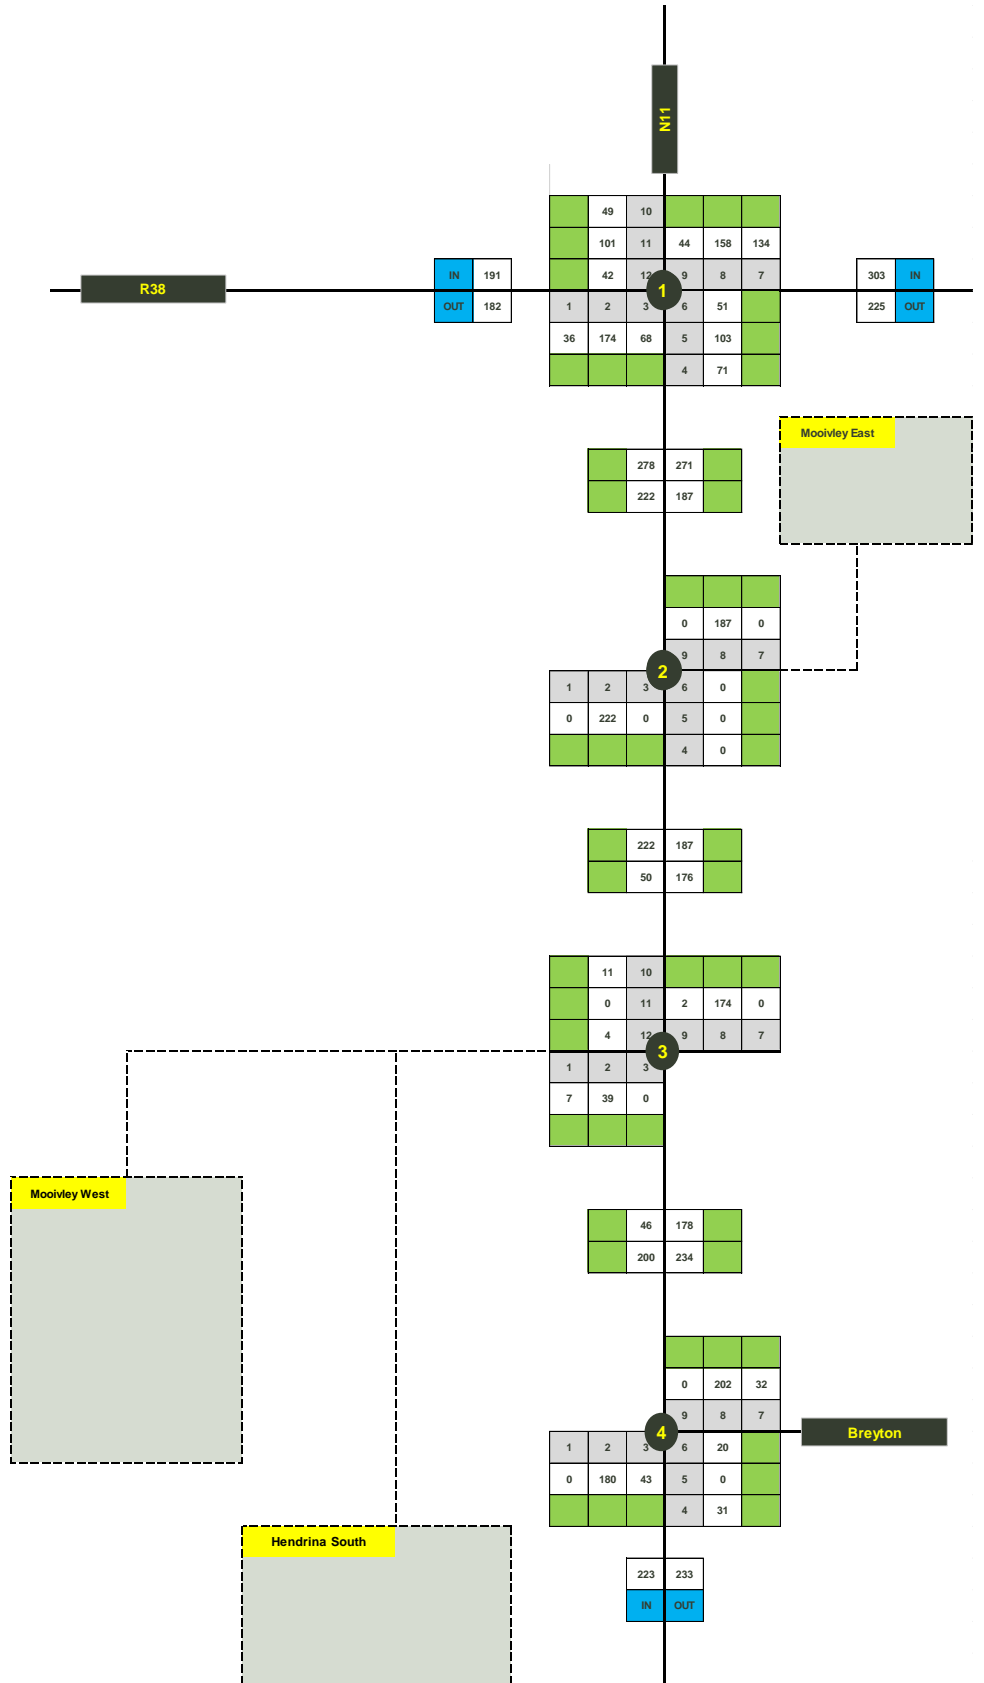 N11
49 10
101 11 44 158 134
IN 191 42 12 9 8 7 303 IN
R38 1
OUT 182 1 2 3 6 51 225 OUT
36 174 68 5 103
4 71
Mooivley East
278 271
222 187
0 187 0
9 8 7
2
1 2 3 6 0
0 222 0 5 0
4 0
222 187
50 176
11 10
0 11 2 174 0
4 12 9 8 7
3
1 2 3
7 39 0
Mooivley West
46 178
200 234
0 202 32
9 8 7
4 Breyton
1 2 3 6 20
0 180 43 5 0
4 31
Hendrina South
223 233
IN OUT